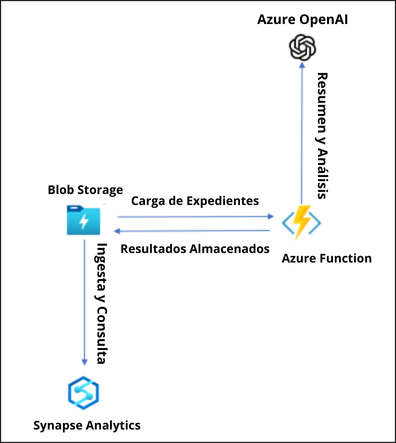 Azure OpenAI
Resumen y Análisis
Blob Storage
Carga de Expedientes
Resultados Almacenados
Azure Function
Ingesta y Consulta
Synapse Analytics